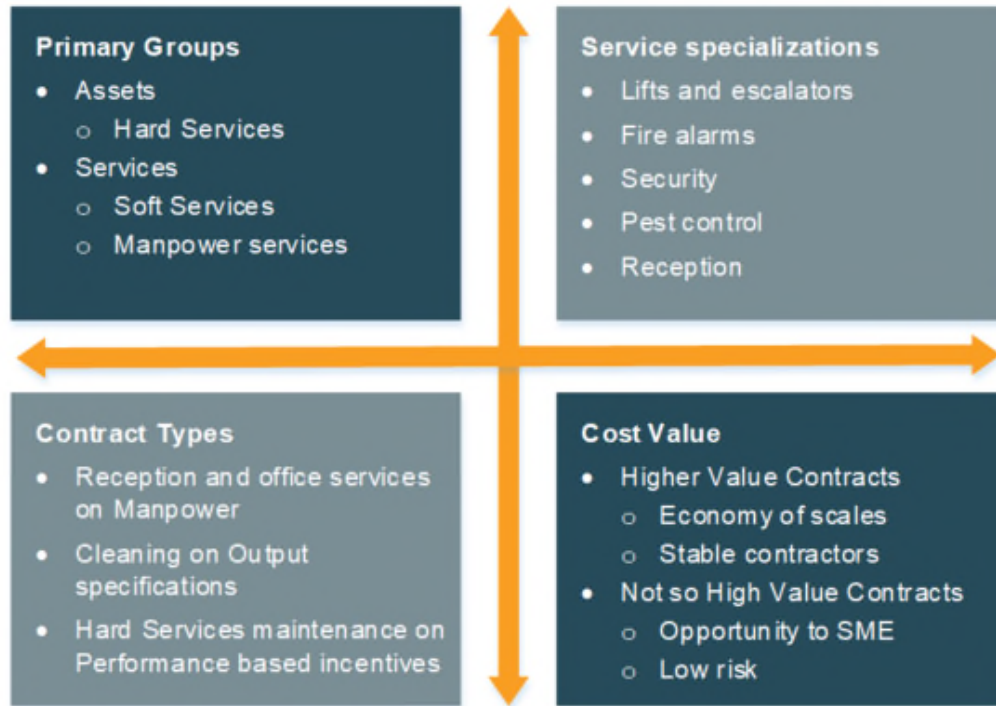 Primary Groups
• Assets
o Hard Services
• Services
o Soft Services
o Manpower services
Service specializations
• Lifts and escalators
• Fire alarms
• Security
• Pest control
• Reception
Contract Types
• Reception and office services
on Manpower
• Cleaning on Output
specifications
• Hard Services maintenance on
Performance based incentives
Cost Value
• Higher Value Contracts
o Economy of scales
o Stable contractors
• Not so High Value Contracts
o Opportunity to SME
o Low risk